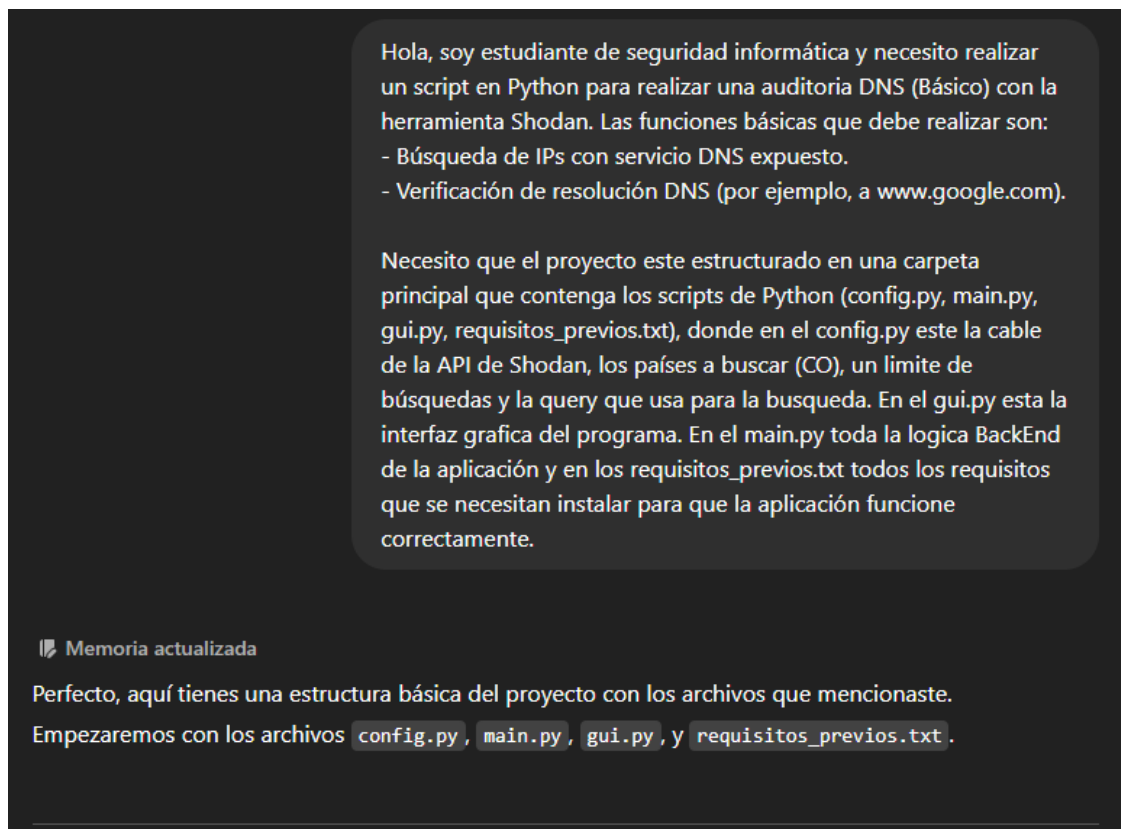 Hola, soy estudiante de seguridad informática y necesito realizar
un script en Python para realizar una auditoria DNS (Básico) con la
herramienta Shodan. Las funciones básicas que debe realizar son:
- Búsqueda de IPs con servicio DNS expuesto.
- Verificación de resolución DNS (por ejemplo, a www.google.com).
Necesito que el proyecto este estructurado en una carpeta
principal que contenga los scripts de Python (config.py, main.py,
gui.py, requisitos_previos.txt), donde en el config.py este la cable
de la API de Shodan, los países a buscar (CO), un limite de
búsquedas y la query que usa para la busqueda. En el gui.py esta la
interfaz grafica del programa. En el main.py toda la logica BackEnd
de la aplicación y en los requisitos_previos.txt todos los requisitos
que se necesitan instalar para que la aplicación funcione
correctamente.
Memoria actualizada
Perfecto, aquí tienes una estructura básica del proyecto con los archivos que mencionaste.
Empezaremos con los archivos config.py, main.py, gui.py, y requisitos_previos.txt.